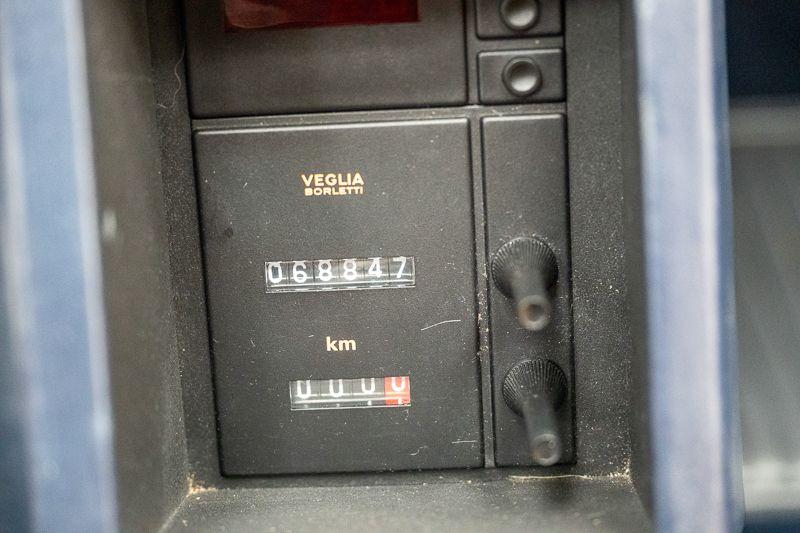 VEGLIA
BORLETTI
068847
km
0000